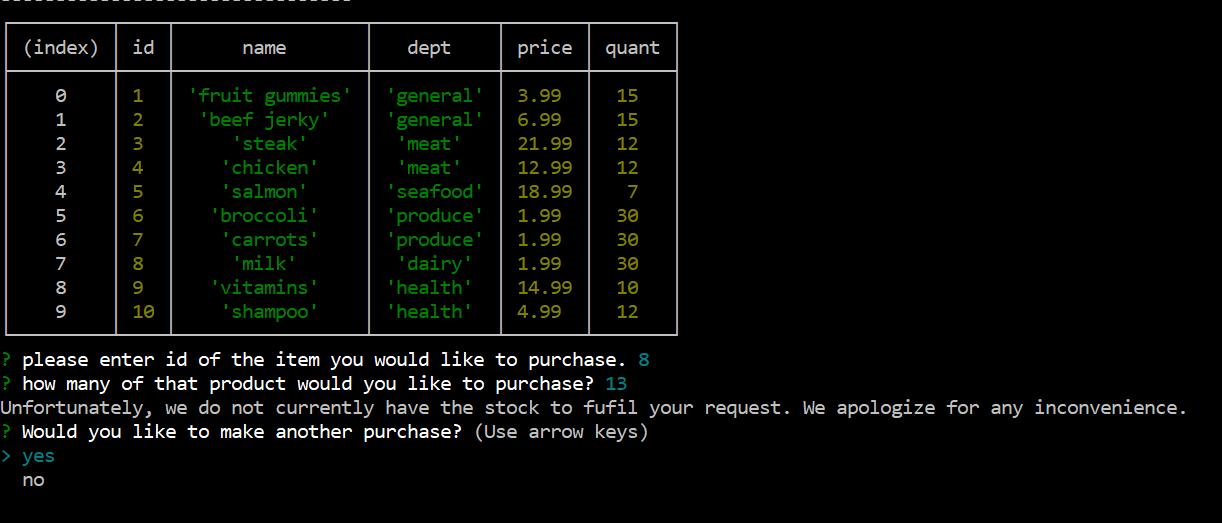 (index) id name dept price quant
0 1 'fruit gummies' 'general' 3.99 15
1 2 'beef jerky' 'general' 6.99 15
2 3 'steak' 'meat' 21.99 12
3 4 'chicken' 'meat' 12.99 12
4 5 'salmon' 'seafood' 18.99 7
5 6 'broccoli' 'produce' 1.99 30
6 7 'carrots' 'produce' 1.99 30
7 8 'milk' 'dairy' 1.99 30
8 9 'vitamins' 'health' 14.99 10
9 10 'shampoo' 'health' 4.99 12
? please enter id of the item you would like to purchase. 8
? how many of that product would you like to purchase? 13
Unfortunately, we do not currently have the stock to fufil your request. We apologize for any inconvenience.
? Would you like to make another purchase? (Use arrow keys)
> yes
no